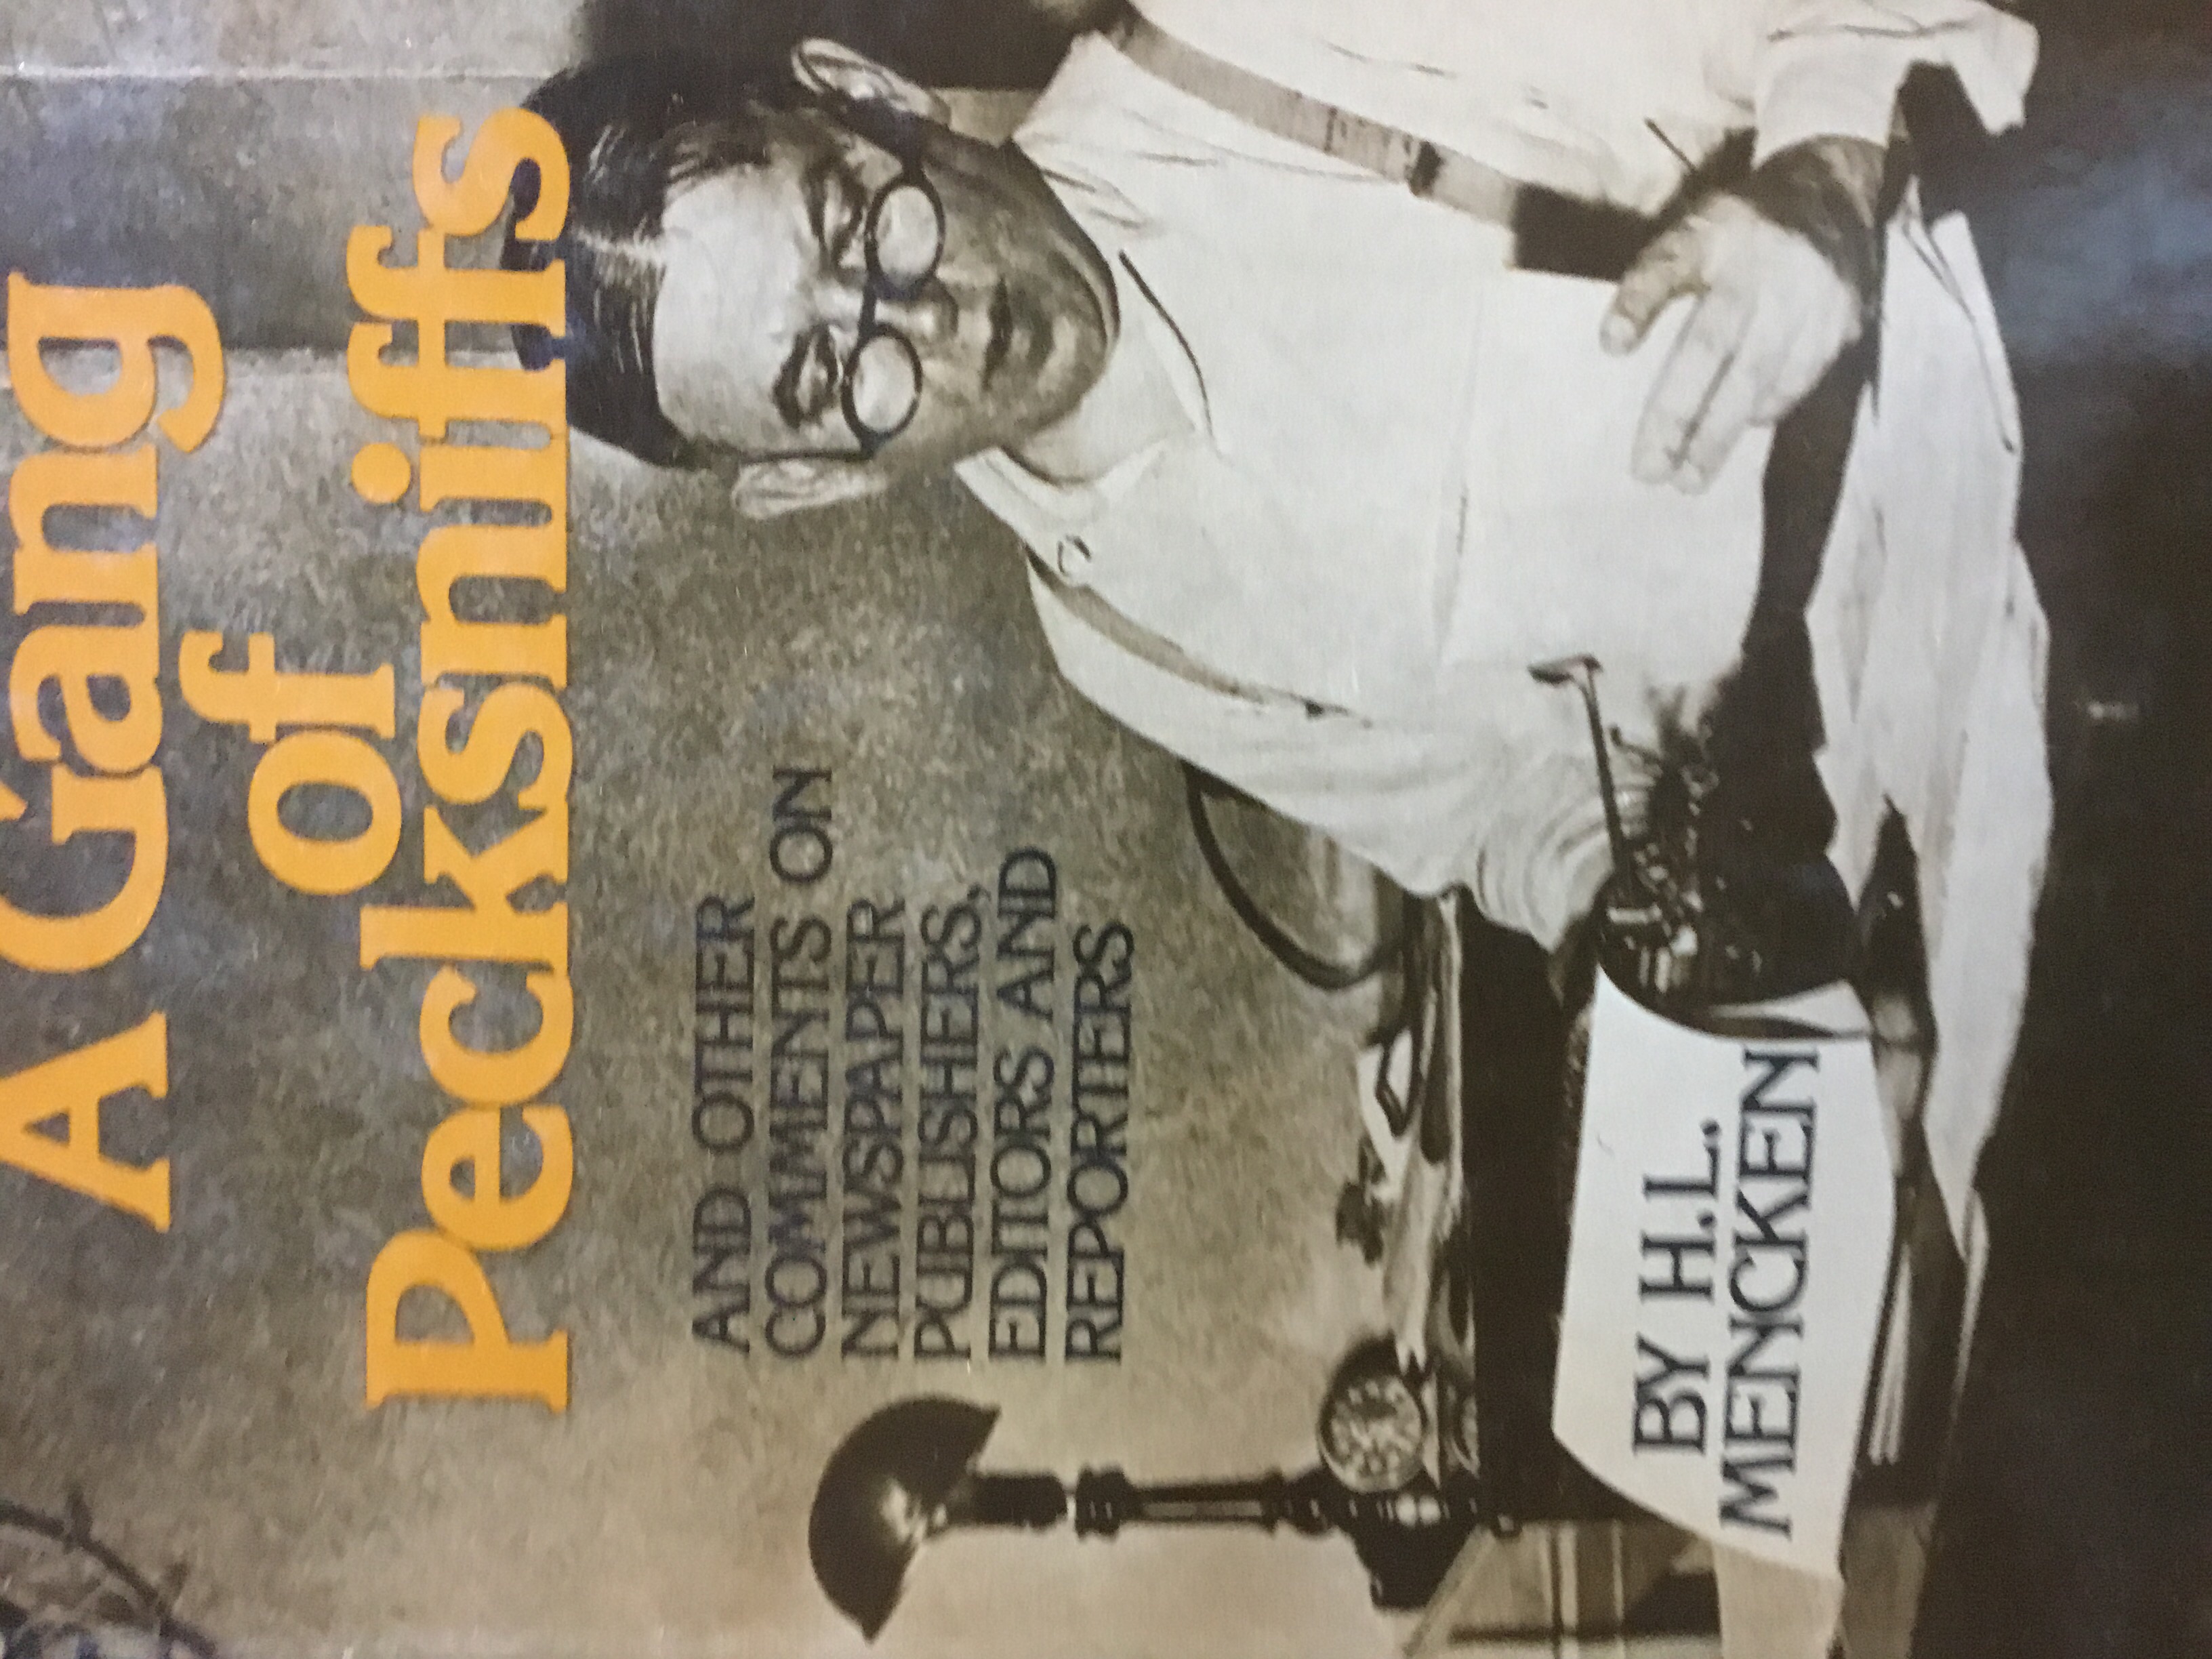 A Gang
of
Pecksniffs
AND OTHER
COMMENTS ON
NEWSPAPER
PUBLISHERS,
EDITORS AND
REPORTERS
BY H.L.
MENCKEN